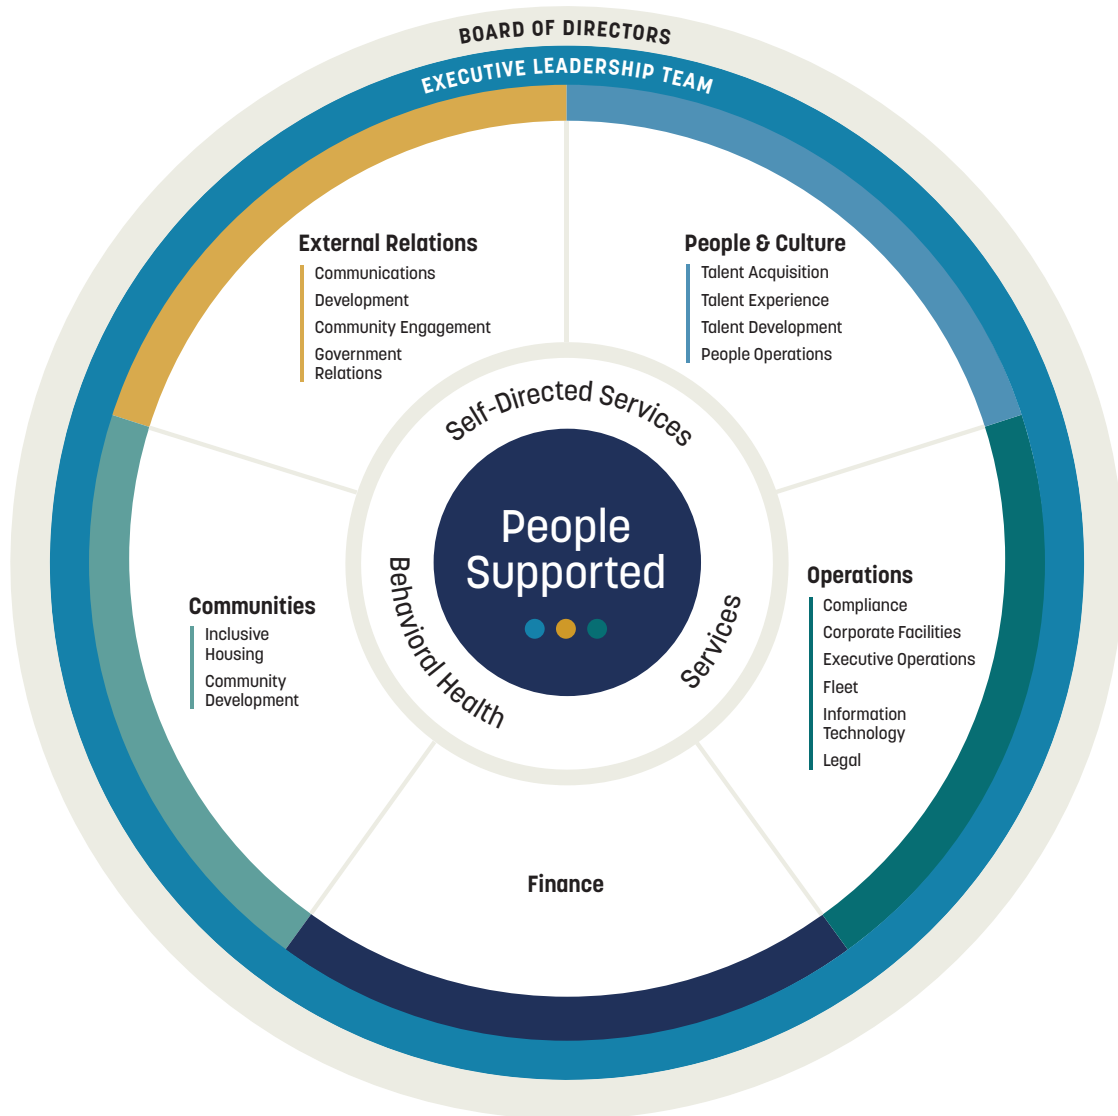 BOARD OF DIRECTORS
EXECUTIVE LEADERSHIP TEAM
External Relations
Communications
Development
Community Engagement
Government
Relations
People & Culture
Talent Acquisition
Talent Experience
Talent Development
People Operations
Self-Directed Services
People
Supported
Behavioral Health
Services
Communities
Inclusive
Housing
Community
Development
Operations
Compliance
Corporate Facilities
Executive Operations
Fleet
Information
Technology
Legal
Finance